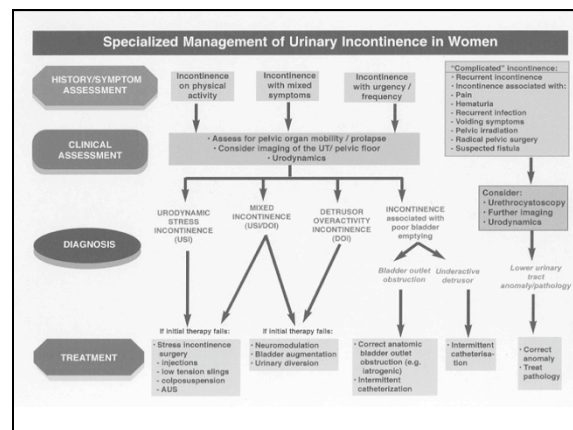 Specialized Management of Urinary Incontinence in Women
HISTORY/SYMPTOM
ASSESSMENT
Incontinence
on physical
activity
Incontinence
with mixed
symptoms
Incontinence
with urgency /
frequency
"Complicated" Incontinence:
• Recurrent incontinence
• Incontinence associated with:
- Pain
- Hematuria
- Recurrent infection
- Voiding symptoms
- Pelvic irradiation
- Radical pelvic surgery
- Suspected fistula
CLINICAL
ASSESSMENT
• Assess for pelvic organ mobility / prolapse
• Consider imaging of the UT/ pelvic floor
• Urodynamics
Consider:
• Urethrocystoscopy
• Further imaging
• Urodynamics
DIAGNOSIS
URODYNAMIC
STRESS
INCONTINENCE
(USI)
MIXED
INCONTINENCE
(USI/DOI)
DETRUSOR
OVERACTIVITY
INCONTINENCE
(DOI)
INCONTINENCE
associated with
poor bladder
emptying
Bladder outlet
obstruction
Underactive
detrusor
Lower urinary
tract
anomaly/pathology
TREATMENT
If initial therapy fails:
• Stress incontinence
surgery
- injections
- low tension slings
- colposuspension
- AUS
If initial therapy fails:
• Neuromodulation
• Bladder augmentation
• Urinary diversion
• Correct anatomic
bladder outlet
obstruction (e.g.
iatrogenic)
• Intermittent
catheterization
• Intermittent
catheterisa-
tion
• Correct
anomaly
• Treat
pathology